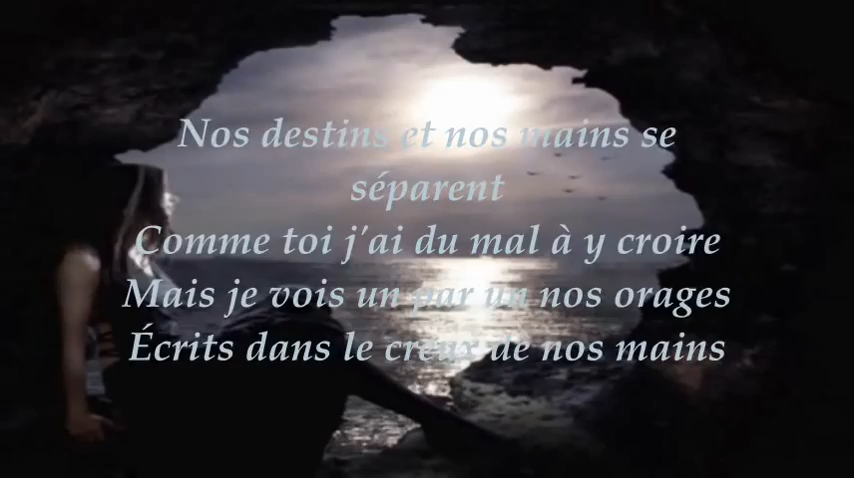 Nos destins et nos mains se
séparent
Comme toi j'ai du mal à y croire
Mais je vois un par un nos orages
Écrits dans le creux de nos mains